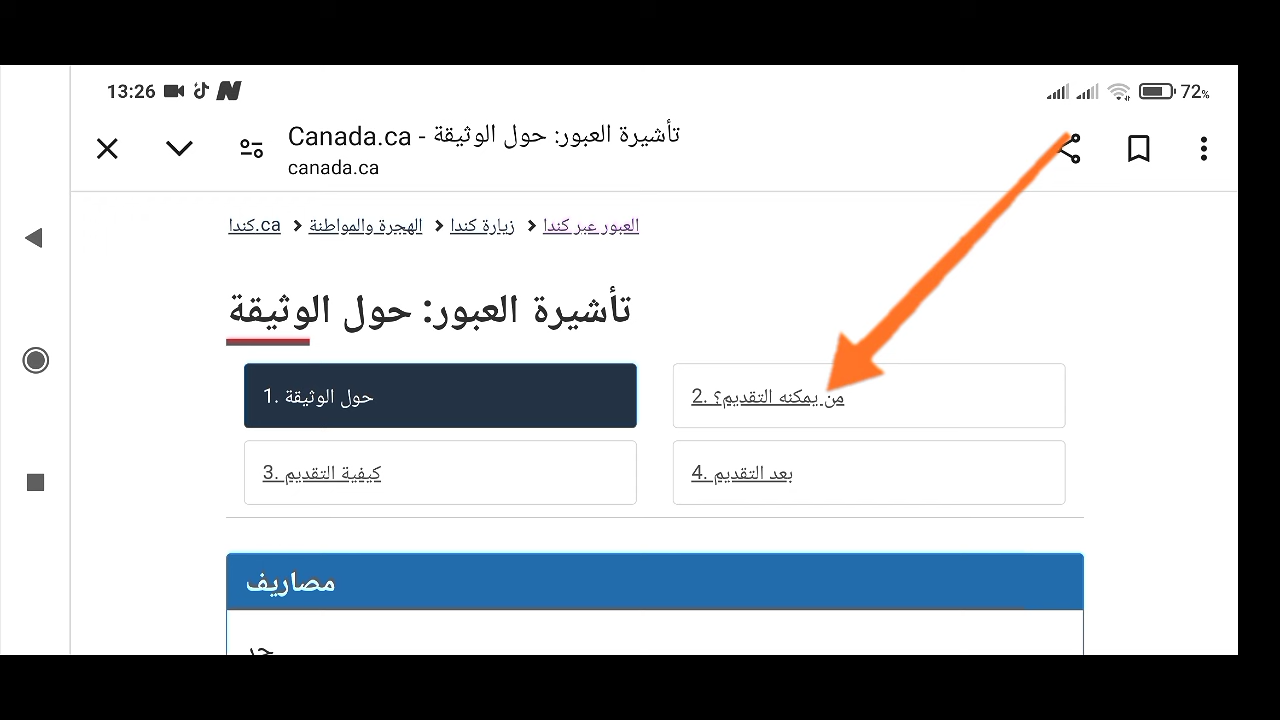 13:26
72%
Canada.ca - تأشيرة العبور: حول الوثيقة
canada.ca
ca.كندا > الهجرة والمواطنة > زيارة كندا > العبور عبر كندا
تأشيرة العبور: حول الوثيقة
1. حول الوثيقة
2. من يمكنه التقديم؟
3. كيفية التقديم
4. بعد التقديم
مصاريف